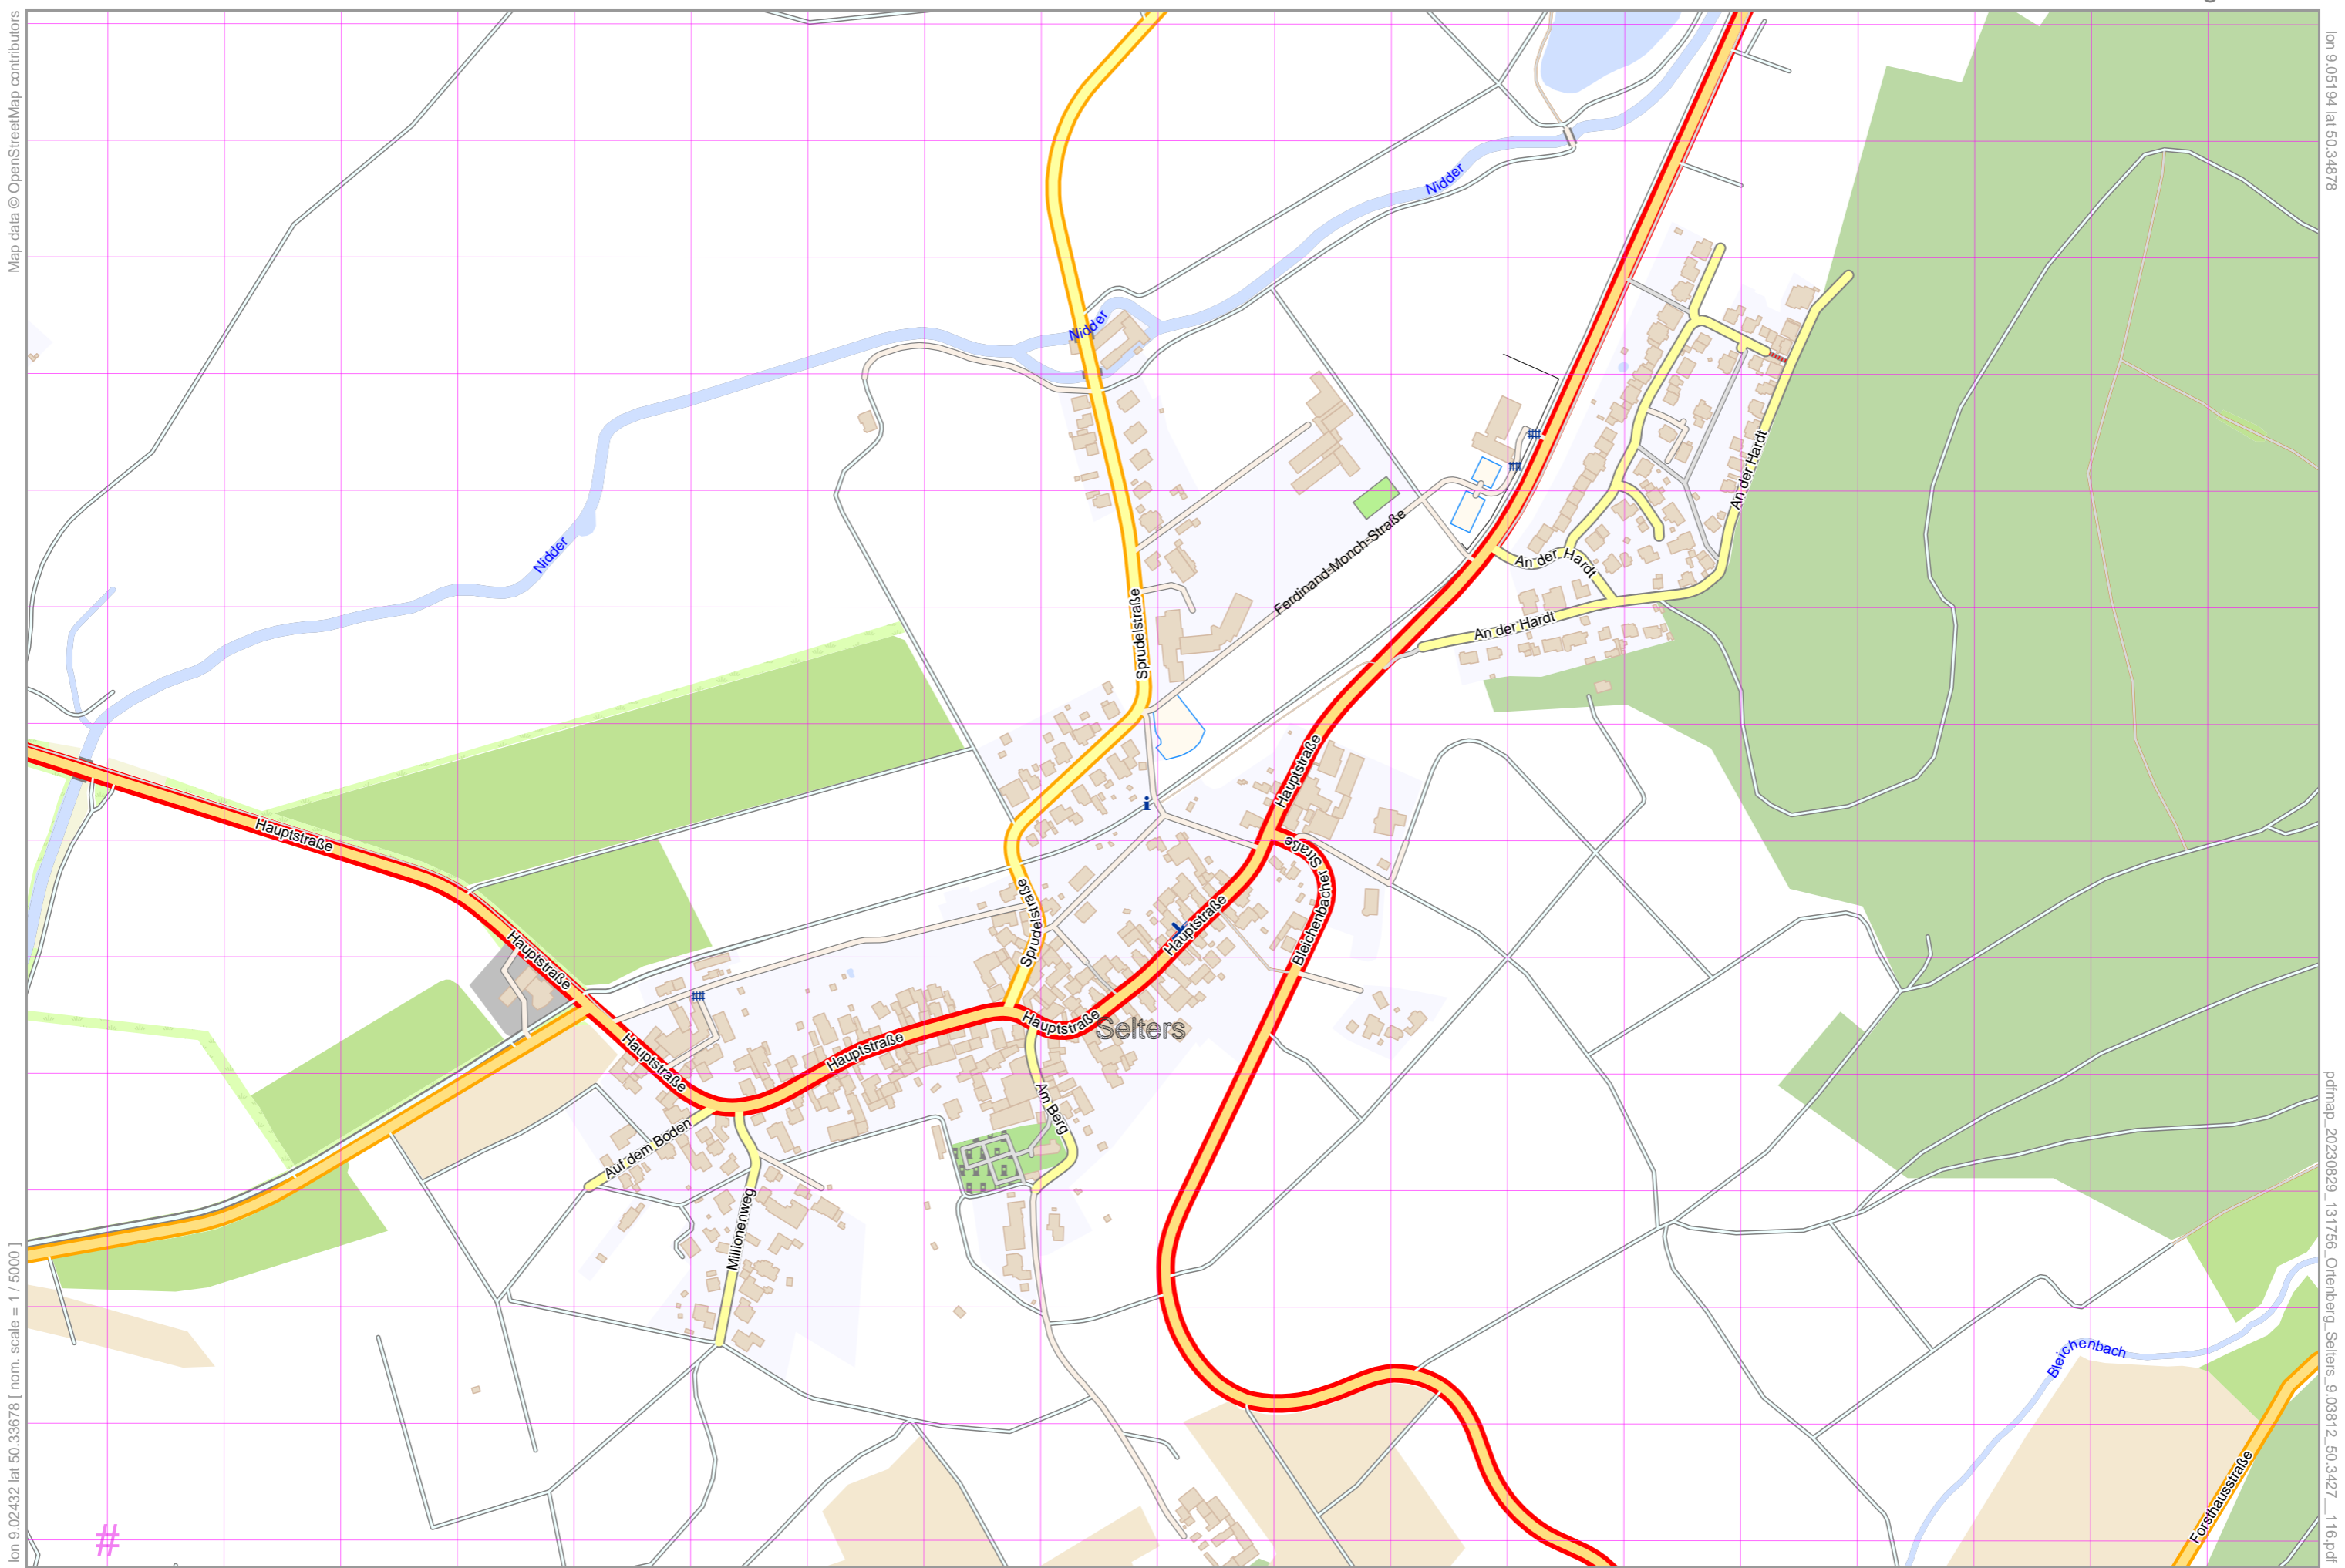 Map data © OpenStreetMap contributors
lon 9.05194 lat 50.34878
Nidder
Nidder
Nidder
An der Hardt
Ferdinand-Monch-Straße
An der Hardt
An der Hardt
Sprudelstraße
Hauptstraße
Hauptstraße
Bleichenbacher Straße
Sprudelstraße
Hauptstraße
Hauptstraße
Hauptstraße
Selters
Hauptstraße
Hauptstraße
Am Berg
Auf dem Boden
Millionenweg
Bleichenbach
Forsthausstraße
lon 9.02432 lat 50.33678 [ nom. scale = 1 / 5000 ]
pdfmap_20230829_131756_Ortenberg_Selters_9.03812_50.3427__116.pdf
#